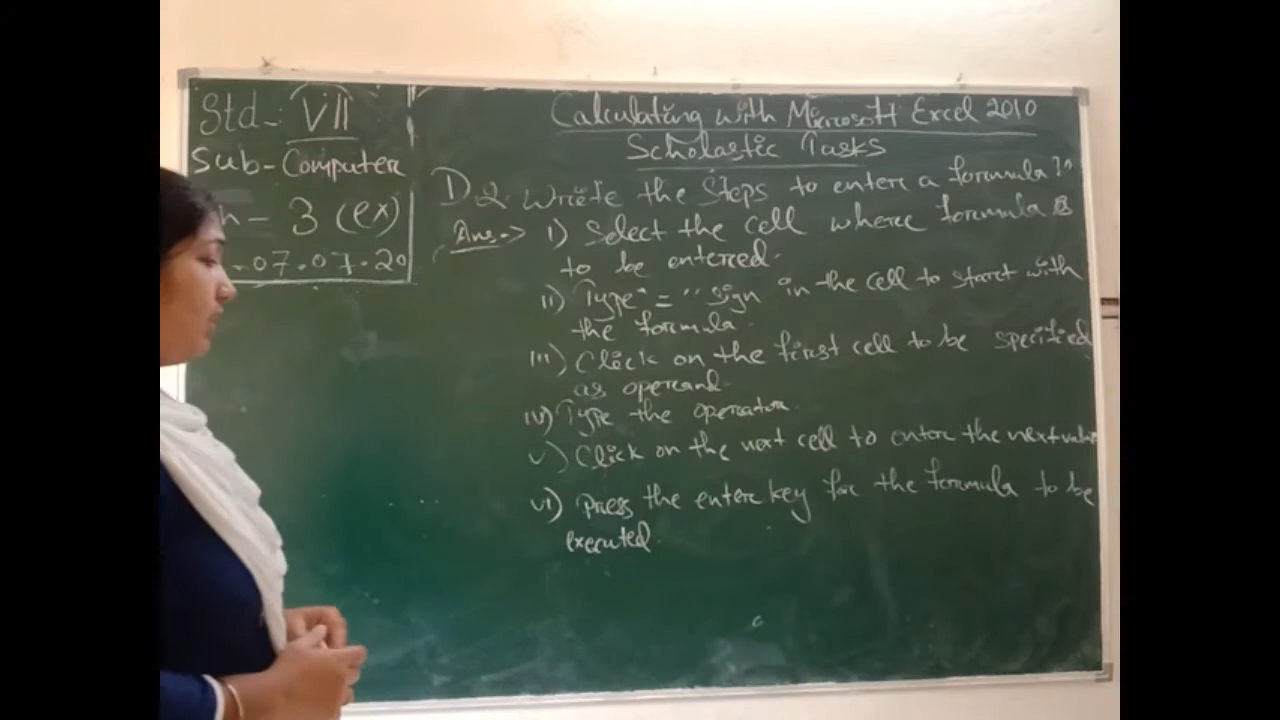 Std- VII
Sub- Computer
- 3 (ex)
.07.07.20
Calculating with Microsoft Excel 2010
Scholastic Tasks
D 2. Write the Steps to enter a formula?
Ans.-> i) Select the cell where formula is
to be entered.
ii) Type "=" sign in the cell to start with
the formula.
iii) Click on the first cell to be specified
as operand.
iv) Type the operator.
v) Click on the next cell to enter the next value
vi) press the enter key for the formula to be
executed.